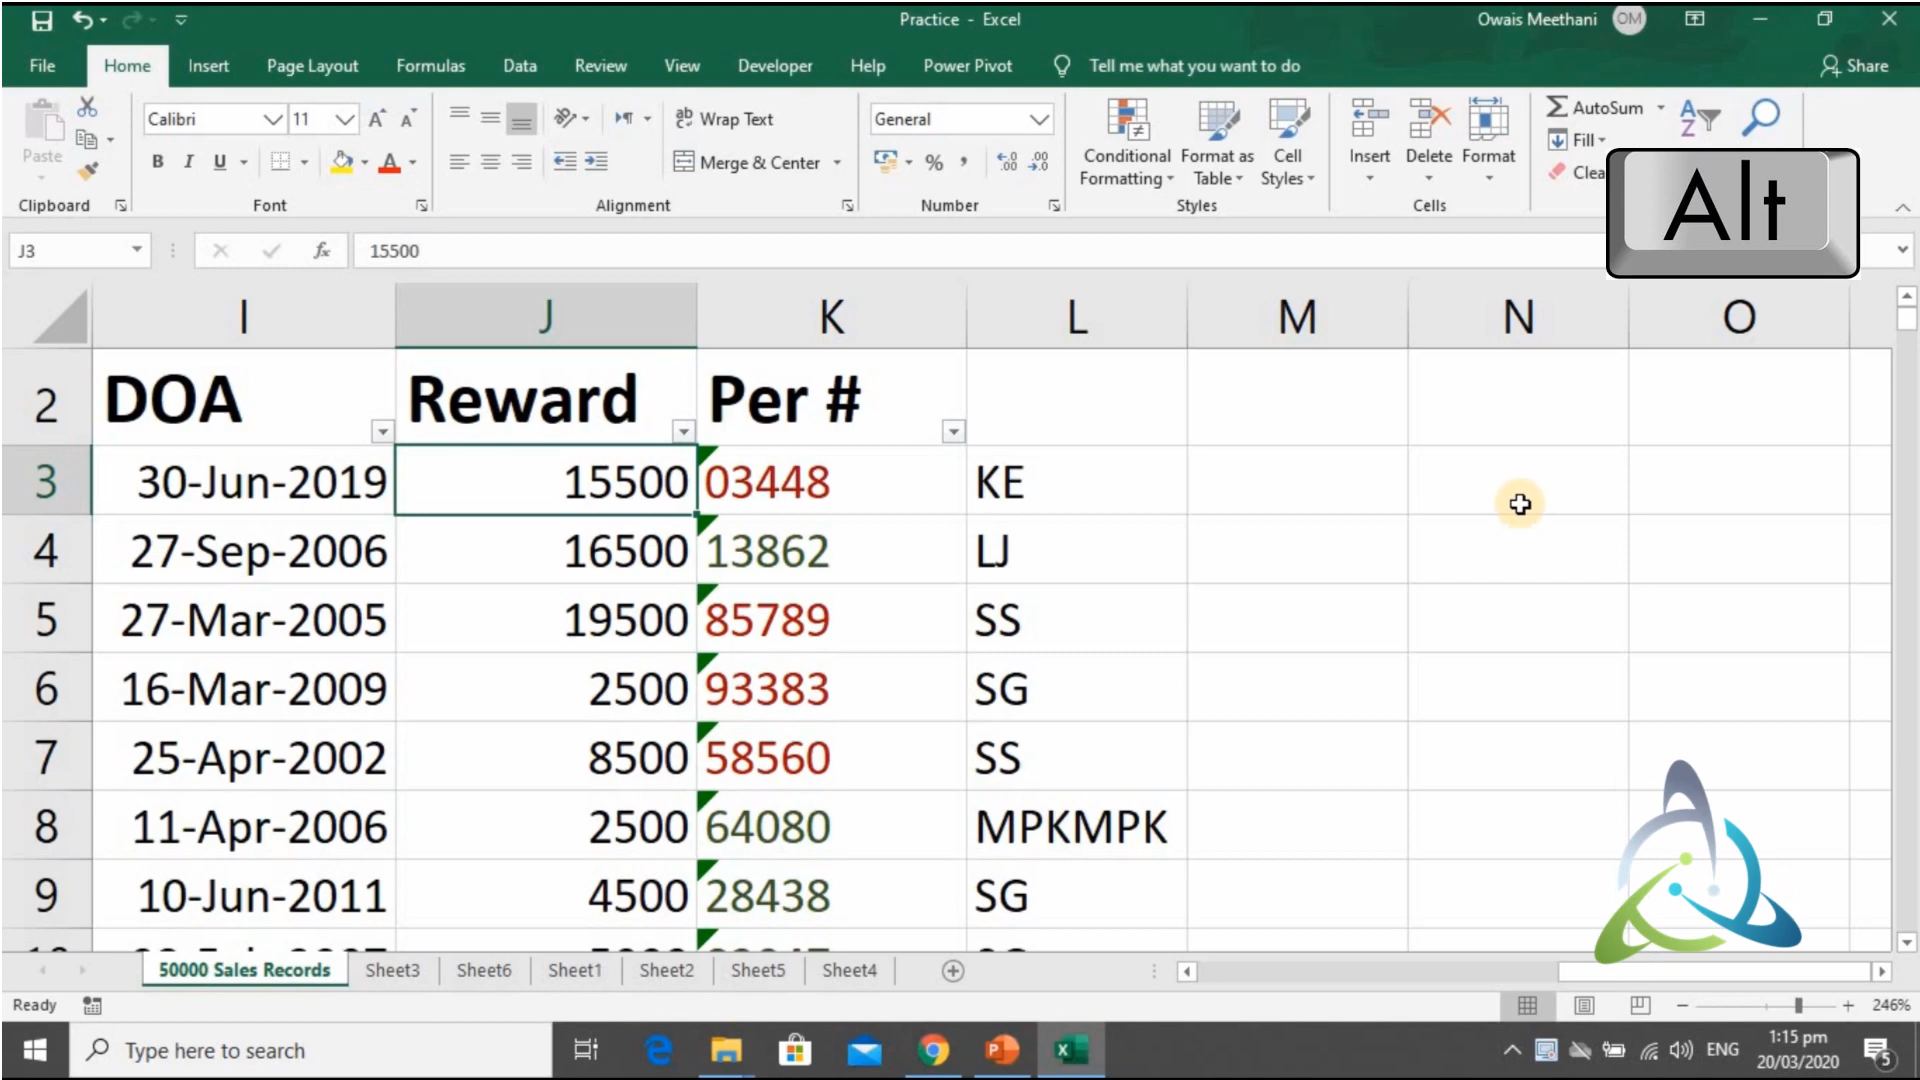 Practice - Excel
Owais Meethani OM
File Home Insert Page Layout Formulas Data Review View Developer Help Power Pivot Tell me what you want to do Share
Paste
Clipboard
Calibri 11
B I U A
Font
ab Wrap Text
Merge & Center
Alignment
General
% ,
Number
Conditional Formatting
Format as Table
Cell Styles
Styles
Insert Delete Format
Cells
AutoSum
Fill
Clea
Alt
J3 fx 15500
I J K L M N O
2 DOA Reward Per #
3 30-Jun-2019 15500 03448 KE
4 27-Sep-2006 16500 13862 LJ
5 27-Mar-2005 19500 85789 SS
6 16-Mar-2009 2500 93383 SG
7 25-Apr-2002 8500 58560 SS
8 11-Apr-2006 2500 64080 MPKMPK
9 10-Jun-2011 4500 28438 SG
50000 Sales Records Sheet3 Sheet6 Sheet1 Sheet2 Sheet5 Sheet4
Ready 246%
Type here to search
ENG
1:15 pm
20/03/2020
5